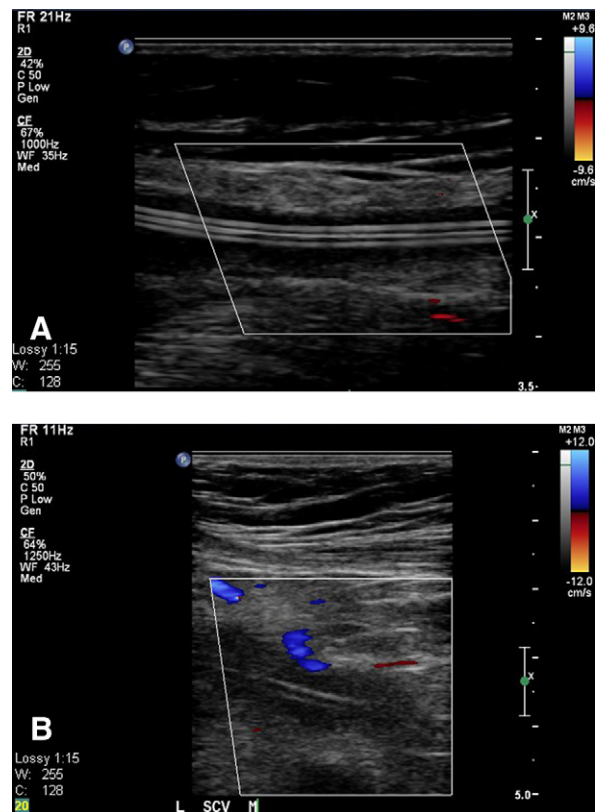 FR 21Hz
R1
M2 M3
+9.6
P
2D
42%
C 50
P Low
Gen
CF
67%
1000Hz
WF 35Hz
Med
-9.6
cm/s
x
A
Lossy 1:15
W: 255
C: 128
3.5-
FR 11Hz
R1
M2 M3
+12.0
P
2D
50%
C 50
P Low
Gen
CF
64%
1250Hz
WF 43Hz
Med
-12.0
cm/s
x
B
Lossy 1:15
W: 255
C: 128
20
L SCV M
5.0-